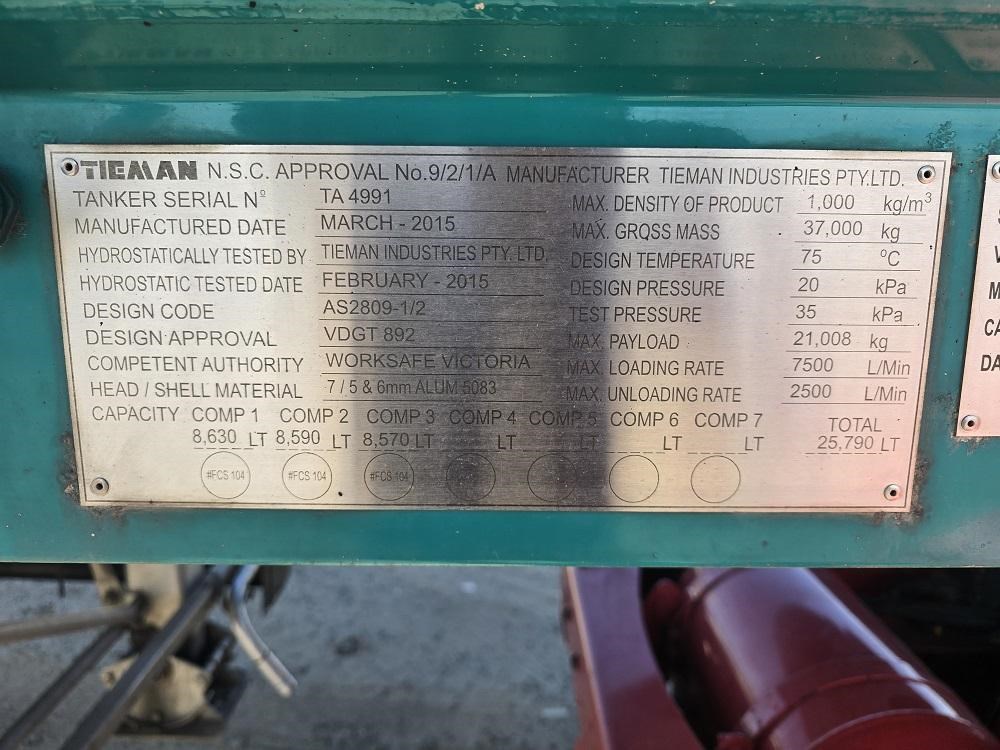 TIEMAN N.S.C. APPROVAL No.9/2/1/A MANUFACTURER TIEMAN INDUSTRIES PTY.LTD.
TANKER SERIAL Nº TA 4991 MAX. DENSITY OF PRODUCT 1,000 kg/m³
MANUFACTURED DATE MARCH - 2015 MAX. GROSS MASS 37,000 kg
HYDROSTATICALLY TESTED BY TIEMAN INDUSTRIES PTY. LTD. DESIGN TEMPERATURE 75 ºC
HYDROSTATIC TESTED DATE FEBRUARY - 2015 DESIGN PRESSURE 20 kPa
DESIGN CODE AS2809-1/2 TEST PRESSURE 35 kPa
DESIGN APPROVAL VDGT 892 MAX. PAYLOAD 21,008 kg
COMPETENT AUTHORITY WORKSAFE VICTORIA MAX. LOADING RATE 7500 L/Min
HEAD / SHELL MATERIAL 7 / 5 & 6mm ALUM 5083 MAX. UNLOADING RATE 2500 L/Min
CAPACITY COMP 1 COMP 2 COMP 3 COMP 4 COMP 5 COMP 6 COMP 7 TOTAL
8,630 LT 8,590 LT 8,570 LT LT LT LT LT 25,790 LT
#FCS 104 #FCS 104 #FCS 104